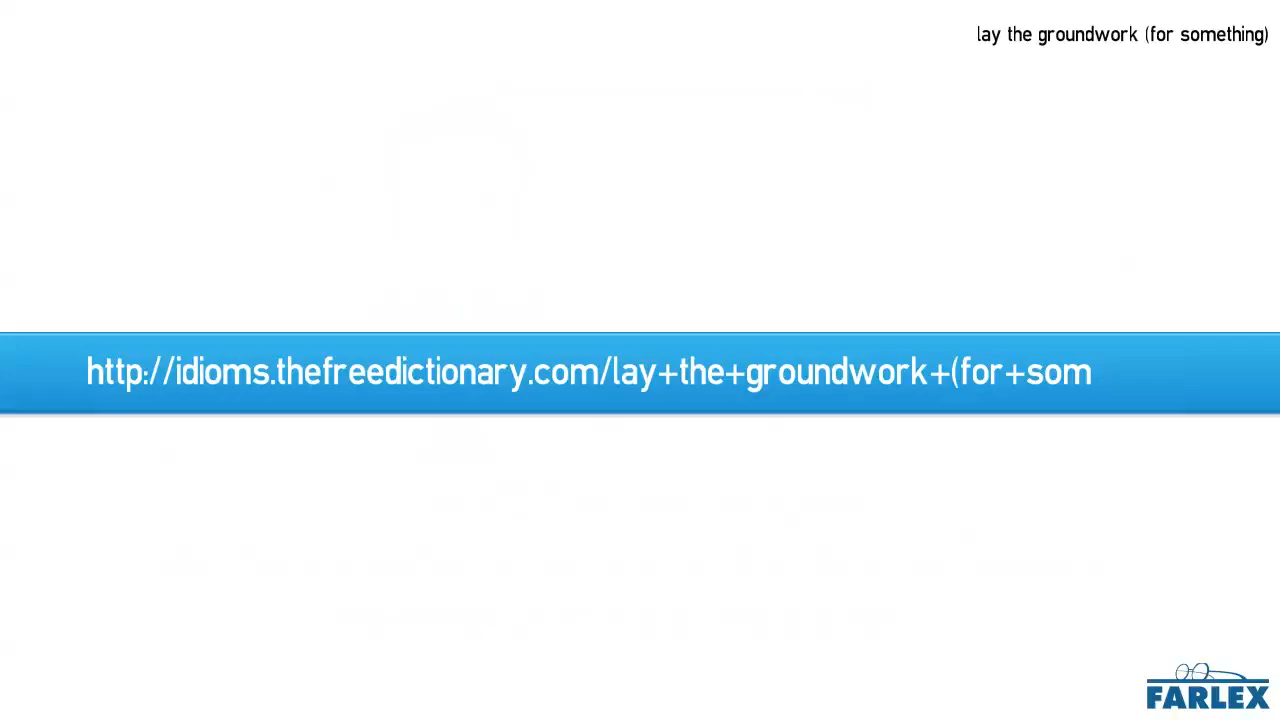 lay the groundwork (for something)
http://idioms.thefreedictionary.com/lay+the+groundwork+(for+som
FARLEX